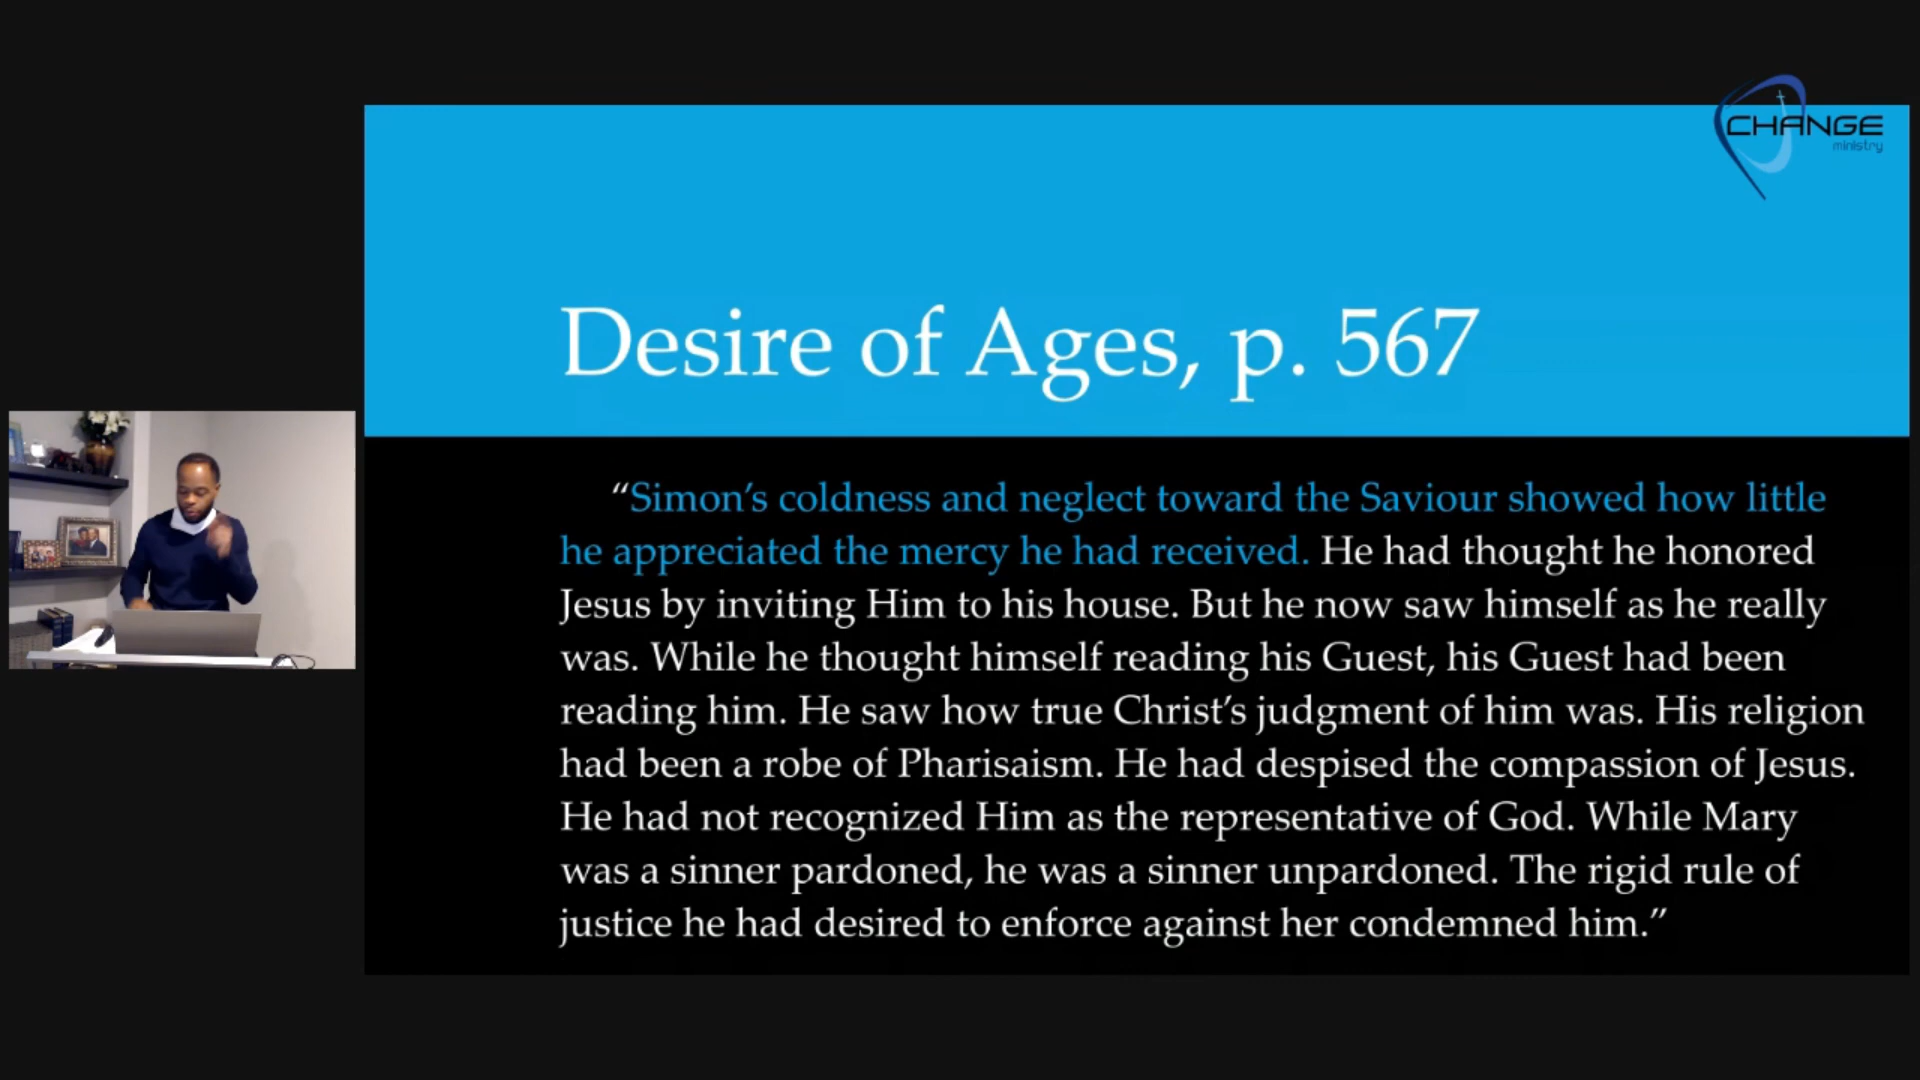 CHANGE
ministry
Desire of Ages, p. 567
“Simon’s coldness and neglect toward the Saviour showed how little
he appreciated the mercy he had received. He had thought he honored
Jesus by inviting Him to his house. But he now saw himself as he really
was. While he thought himself reading his Guest, his Guest had been
reading him. He saw how true Christ’s judgment of him was. His religion
had been a robe of Pharisaism. He had despised the compassion of Jesus.
He had not recognized Him as the representative of God. While Mary
was a sinner pardoned, he was a sinner unpardoned. The rigid rule of
justice he had desired to enforce against her condemned him.”